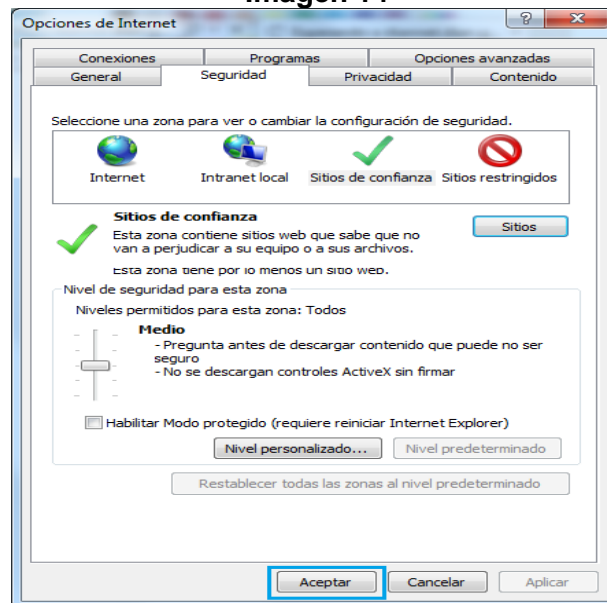 Opciones de Internet
Conexiones Programas Opciones avanzadas
General Seguridad Privacidad Contenido
Seleccione una zona para ver o cambiar la configuración de seguridad.
Internet Intranet local Sitios de confianza Sitios restringidos
Sitios de confianza
Sitios
Esta zona contiene sitios web que sabe que no
van a perjudicar a su equipo o a sus archivos.
Esta zona tiene por lo menos un sitio web.
Nivel de seguridad para esta zona
Niveles permitidos para esta zona: Todos
Medio
- Pregunta antes de descargar contenido que puede no ser
seguro
- No se descargan controles ActiveX sin firmar
Habilitar Modo protegido (requiere reiniciar Internet Explorer)
Nivel personalizado... Nivel predeterminado
Restablecer todas las zonas al nivel predeterminado
Aceptar Cancelar Aplicar